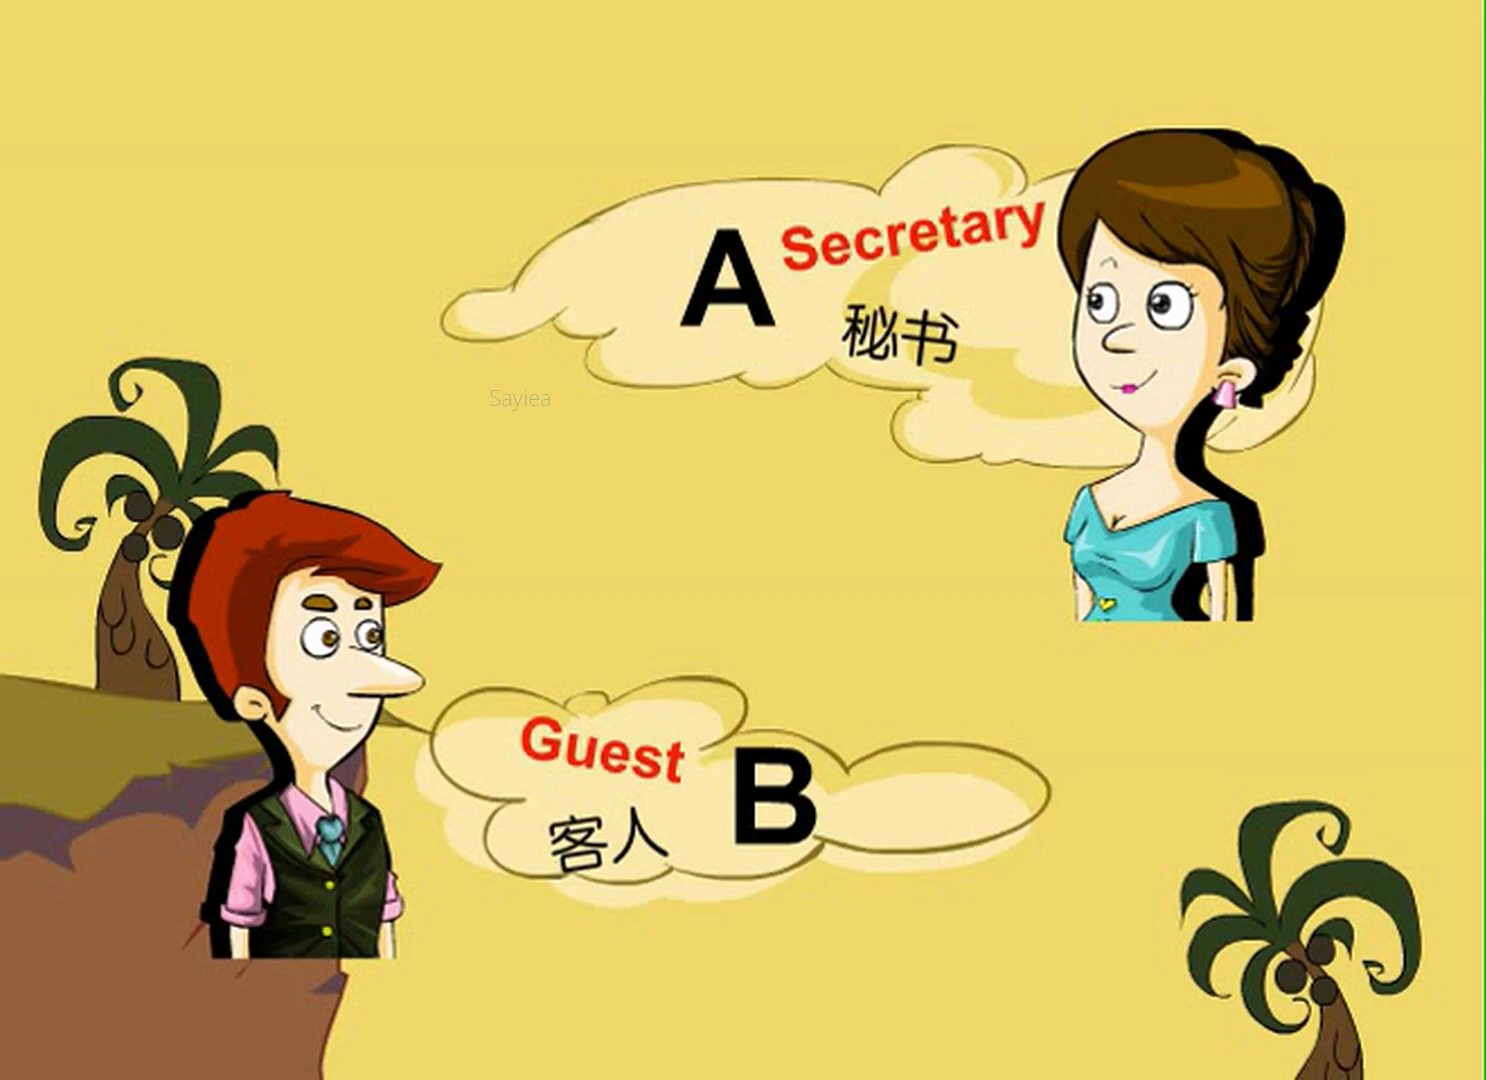 A Secretary
秘书
Sayiea
Guest B
客人